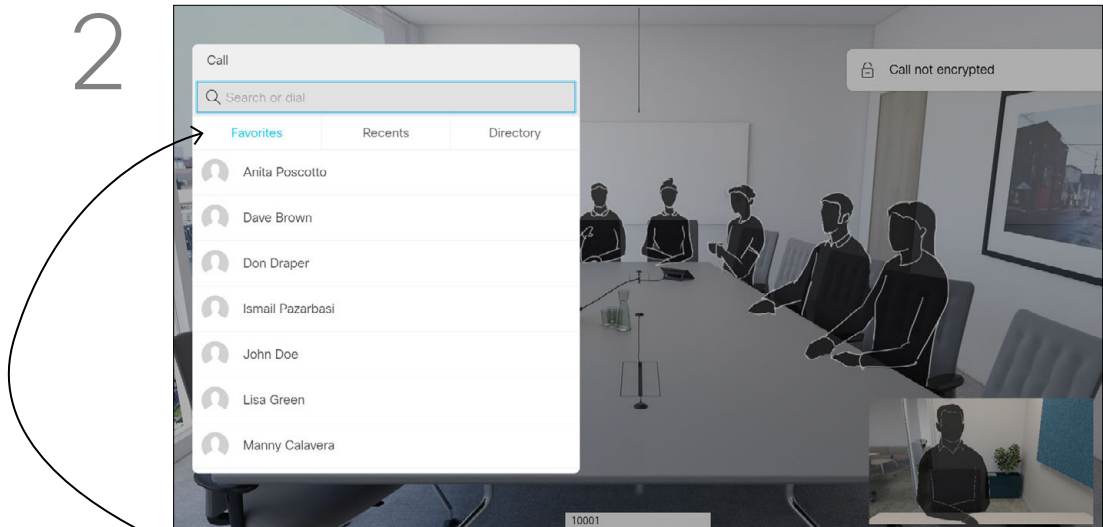 2
Call
Search or dial
Favorites Recents Directory
Anita Poscotto
Dave Brown
Don Draper
Ismail Pazarbasi
John Doe
Lisa Green
Manny Calavera
Call not encrypted
10001